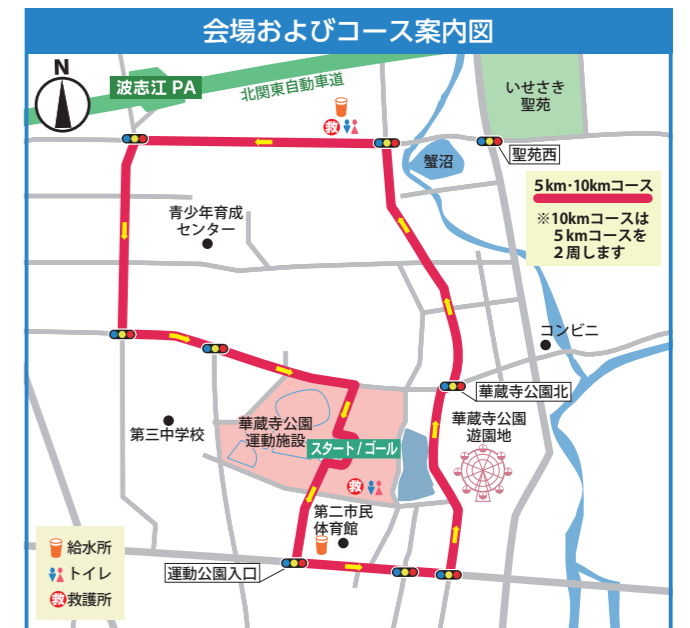 会場およびコース案内図
N
波志江 PA
北関東自動車道
いせさき
聖苑
救
聖苑西
蟹沼
5km・10kmコース
※10kmコースは
5kmコースを
2周します
青少年育成
センター
コンビニ
華蔵寺公園北
華蔵寺公園
運動施設
華蔵寺公園
遊園地
第三中学校
スタート/ゴール
救
第二市民
体育館
給水所
トイレ
救 救護所
運動公園入口